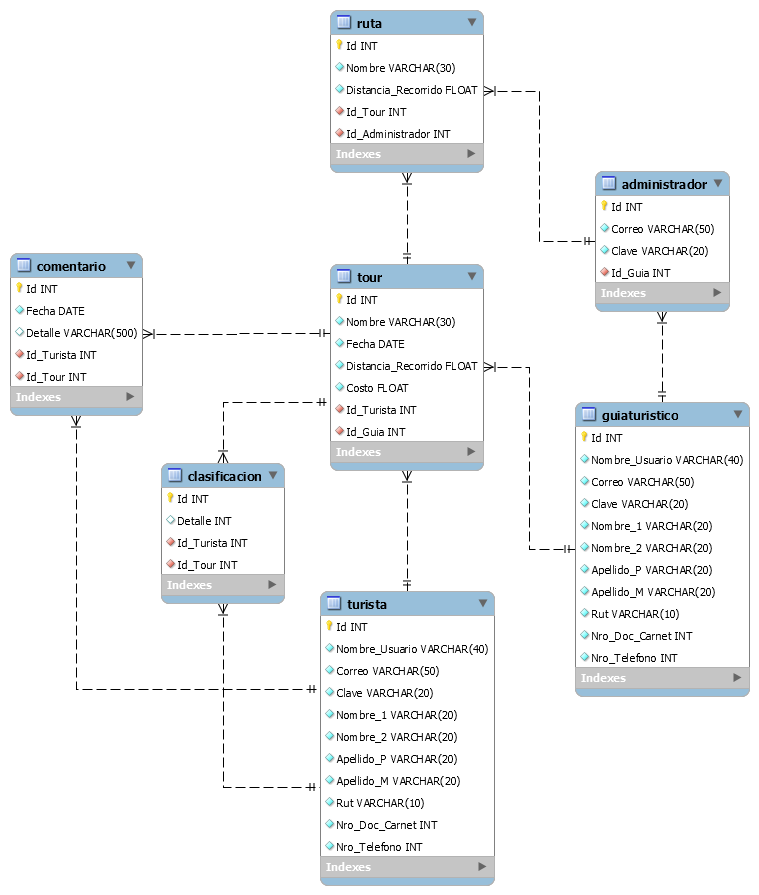 ruta
Id INT
Nombre VARCHAR(30)
Distancia_Recorrido FLOAT
Id_Tour INT
Id_Administrador INT
Indexes
administrador
Id INT
Correo VARCHAR(50)
Clave VARCHAR(20)
Id_Guia INT
Indexes
comentario
Id INT
Fecha DATE
Detalle VARCHAR(500)
Id_Turista INT
Id_Tour INT
Indexes
tour
Id INT
Nombre VARCHAR(30)
Fecha DATE
Distancia_Recorrido FLOAT
Costo FLOAT
Id_Turista INT
Id_Guia INT
Indexes
guiaturistico
Id INT
Nombre_Usuario VARCHAR(40)
Correo VARCHAR(50)
Clave VARCHAR(20)
Nombre_1 VARCHAR(20)
Nombre_2 VARCHAR(20)
Apellido_P VARCHAR(20)
Apellido_M VARCHAR(20)
Rut VARCHAR(10)
Nro_Doc_Carnet INT
Nro_Telefono INT
Indexes
clasificacion
Id INT
Detalle INT
Id_Turista INT
Id_Tour INT
Indexes
turista
Id INT
Nombre_Usuario VARCHAR(40)
Correo VARCHAR(50)
Clave VARCHAR(20)
Nombre_1 VARCHAR(20)
Nombre_2 VARCHAR(20)
Apellido_P VARCHAR(20)
Apellido_M VARCHAR(20)
Rut VARCHAR(10)
Nro_Doc_Carnet INT
Nro_Telefono INT
Indexes